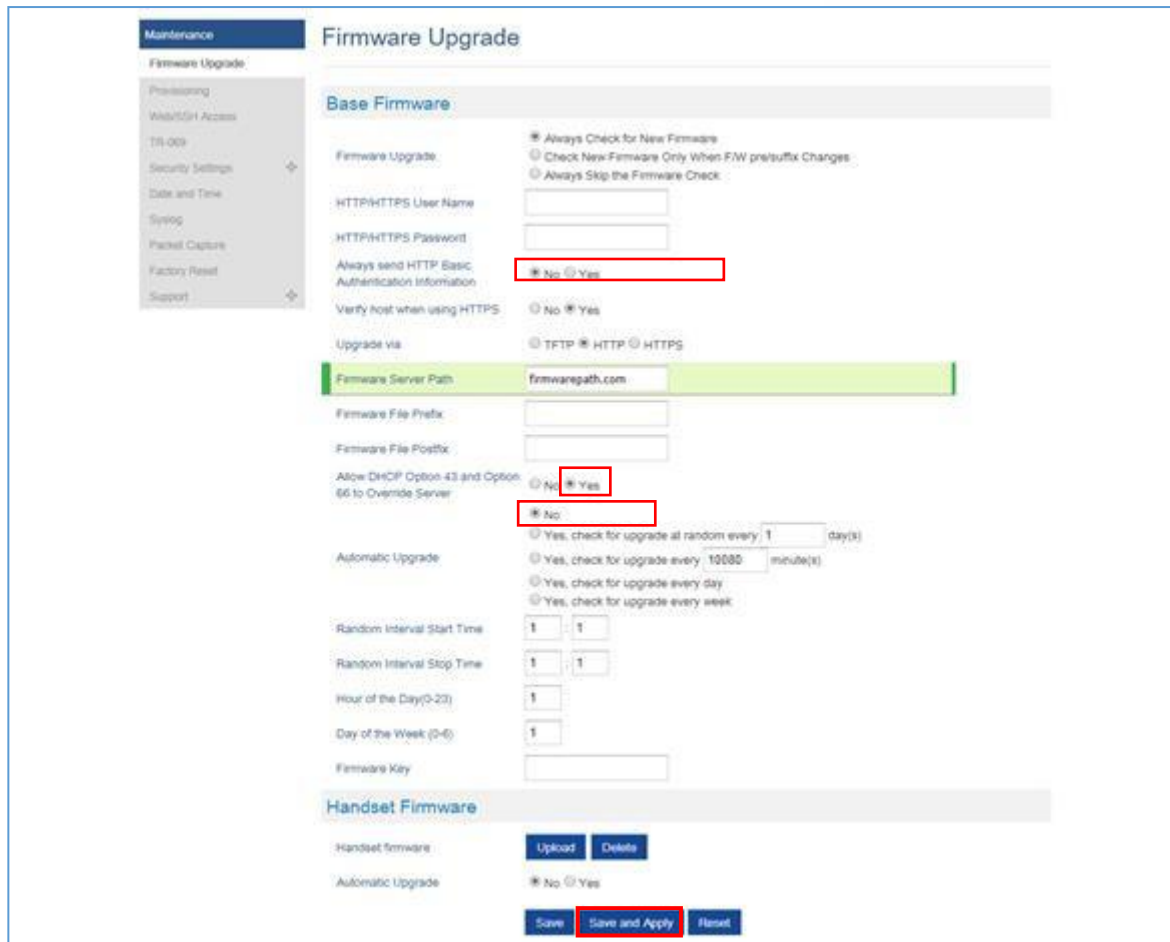 Maintenance
Firmware Upgrade
Provisioning
Web/SSH Access
TR-069
Security Settings
Date and Time
Syslog
Packet Capture
Factory Reset
Support
Firmware Upgrade
Base Firmware
Firmware Upgrade
Always Check for New Firmware
Check New Firmware Only When F/W pre/suffix Changes
Always Skip the Firmware Check
HTTP/HTTPS User Name
HTTP/HTTPS Password
Always send HTTP Basic
Authentication Information
No Yes
Verify host when using HTTPS No Yes
Upgrade via TFTP HTTP HTTPS
Firmware Server Path firmwarepath.com
Firmware File Prefix
Firmware File Postfix
Allow DHCP Option 43 and Option
66 to Override Server
No Yes
Automatic Upgrade
No
Yes, check for upgrade at random every 1 day(s)
Yes, check for upgrade every 10080 minute(s)
Yes, check for upgrade every day
Yes, check for upgrade every week
Random Interval Start Time 1 : 1
Random Interval Stop Time 1 : 1
Hour of the Day(0-23) 1
Day of the Week (0-6) 1
Firmware Key
Handset Firmware
Handset firmware Upload Delete
Automatic Upgrade No Yes
Save Save and Apply Reset